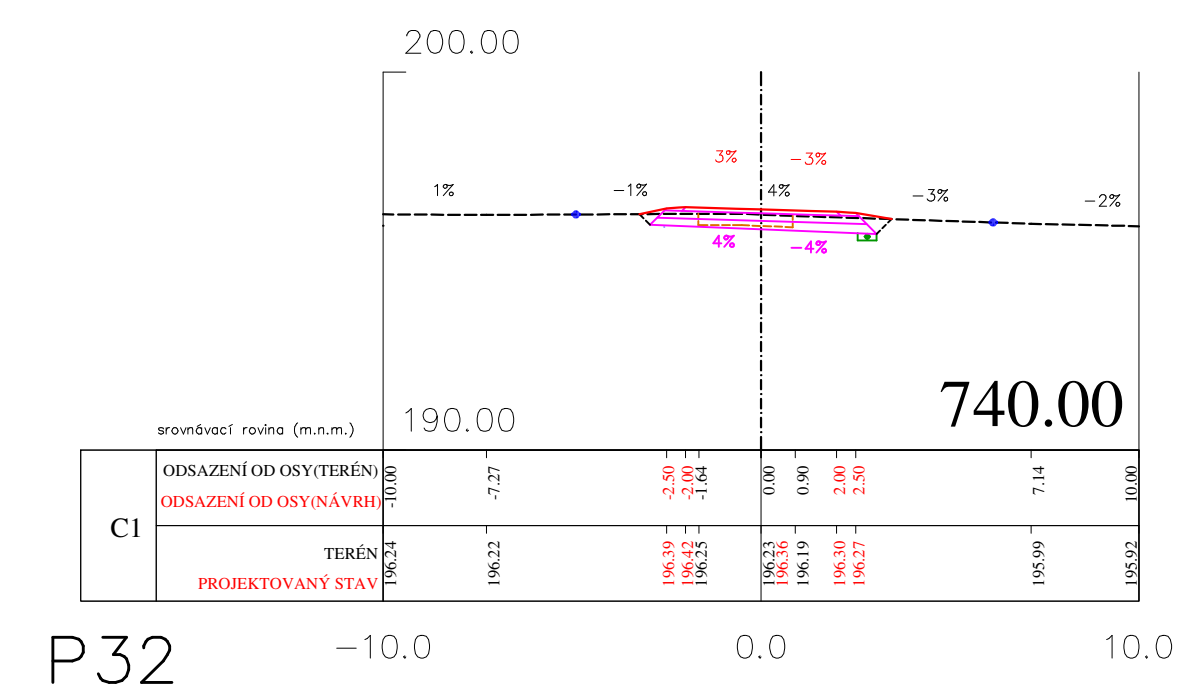 200.00
3% -3%
1% -1% 4% -3% -2%
4% -4%
740.00
190.00
srovnávací rovina (m.n.m.)
C1
ODSAZENÍ OD OSY(TERÉN)
ODSAZENÍ OD OSY(NÁVRH)
-10.00 -7.27 -2.50 -2.00 -1.64 0.00 0.90 2.00 2.50 7.14 10.00
TERÉN
PROJEKTOVANÝ STAV
196.24 196.22 196.39 196.42 196.25 196.23 196.36 196.19 196.30 196.27 195.99 195.92
P32
-10.0 0.0 10.0